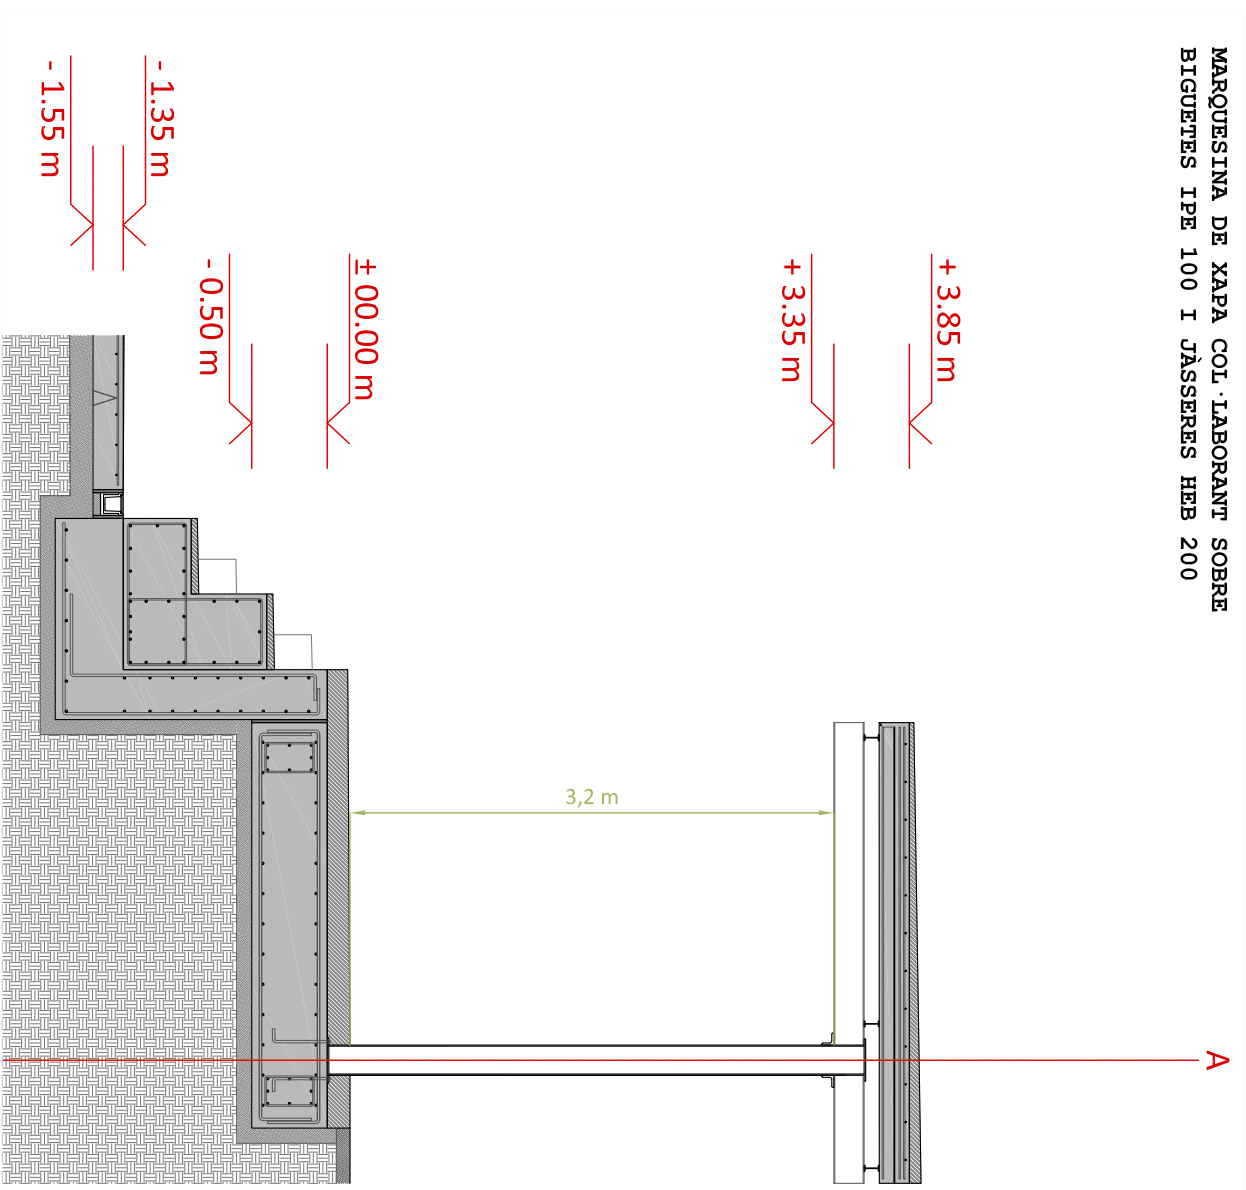 MARQUESINA DE XAPA COL·LABORANT SOBRE
BIGUETES IPE 100 I JÀSSERES HEB 200
+ 3.85 m
+ 3.35 m
± 00.00 m
- 0.50 m
- 1.35 m
- 1.55 m
3,2 m
A